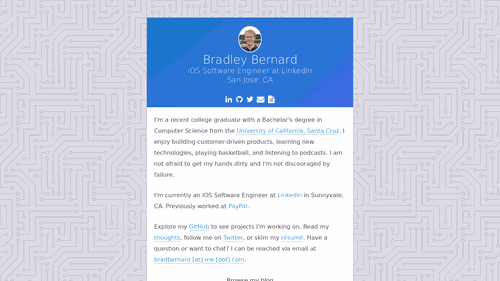 Bradley Bernard
iOS Software Engineer at LinkedIn
San Jose, CA
I'm a recent college graduate with a Bachelor's degree in
Computer Science from the University of California, Santa Cruz. I
enjoy building customer-driven products, learning new
technologies, playing basketball, and listening to podcasts. I am
not afraid to get my hands dirty and I'm not discouraged by
failure.
I'm currently an iOS Software Engineer at LinkedIn in Sunnyvale,
CA. Previously worked at PayPal.
Explore my GitHub to see projects I'm working on. Read my
thoughts, follow me on Twitter, or skim my résumé. Have a
question or want to chat? I can be reached via email at
bradbernard [at] me [dot] com.
Browse my blog